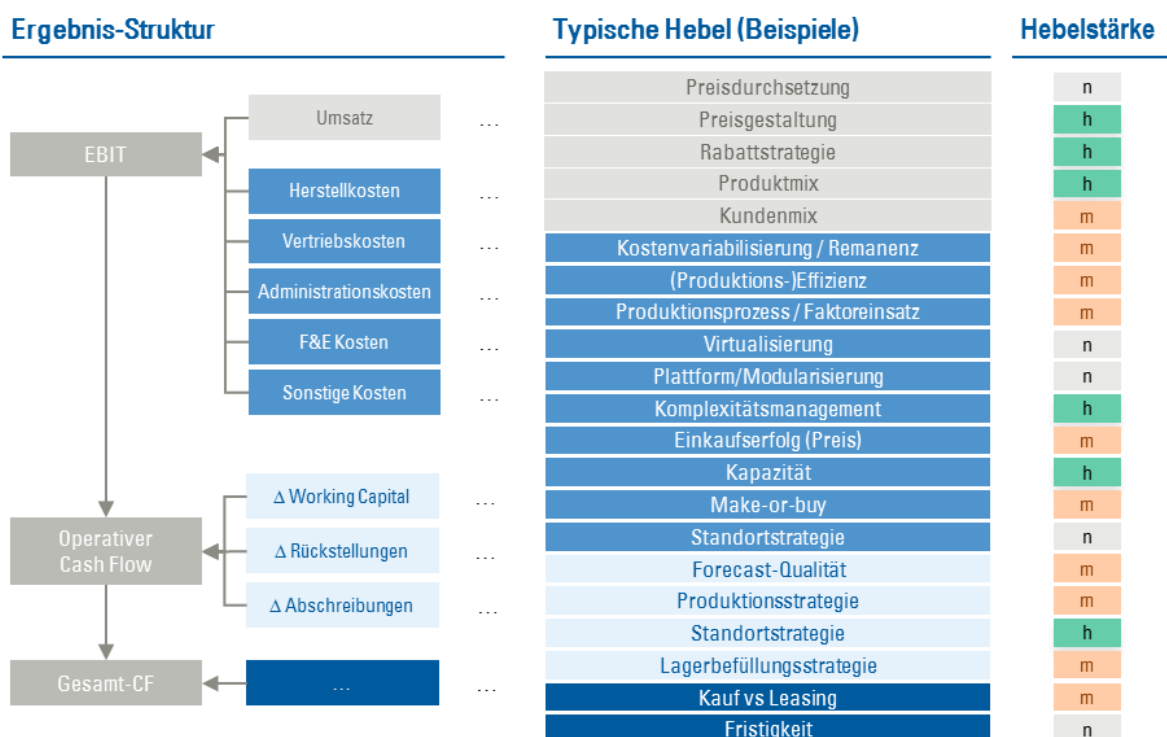 Ergebnis-Struktur
Typische Hebel (Beispiele)
Hebelstärke
EBIT
Umsatz
...
Herstellkosten
...
Vertriebskosten
...
Administrationskosten
...
F&E Kosten
...
Sonstige Kosten
...
Operativer
Cash Flow
Δ Working Capital
...
Δ Rückstellungen
...
Δ Abschreibungen
...
Gesamt-CF
...
...
Preisdurchsetzung n
Preisgestaltung h
Rabattstrategie h
Produktmix h
Kundenmix m
Kostenvariabilisierung / Remanenz m
(Produktions-)Effizienz m
Produktionsprozess / Faktoreinsatz m
Virtualisierung n
Plattform/Modularisierung n
Komplexitätsmanagement h
Einkaufserfolg (Preis) m
Kapazität h
Make-or-buy m
Standortstrategie n
Forecast-Qualität m
Produktionsstrategie m
Standortstrategie h
Lagerbefüllungsstrategie m
Kauf vs Leasing m
Fristigkeit n